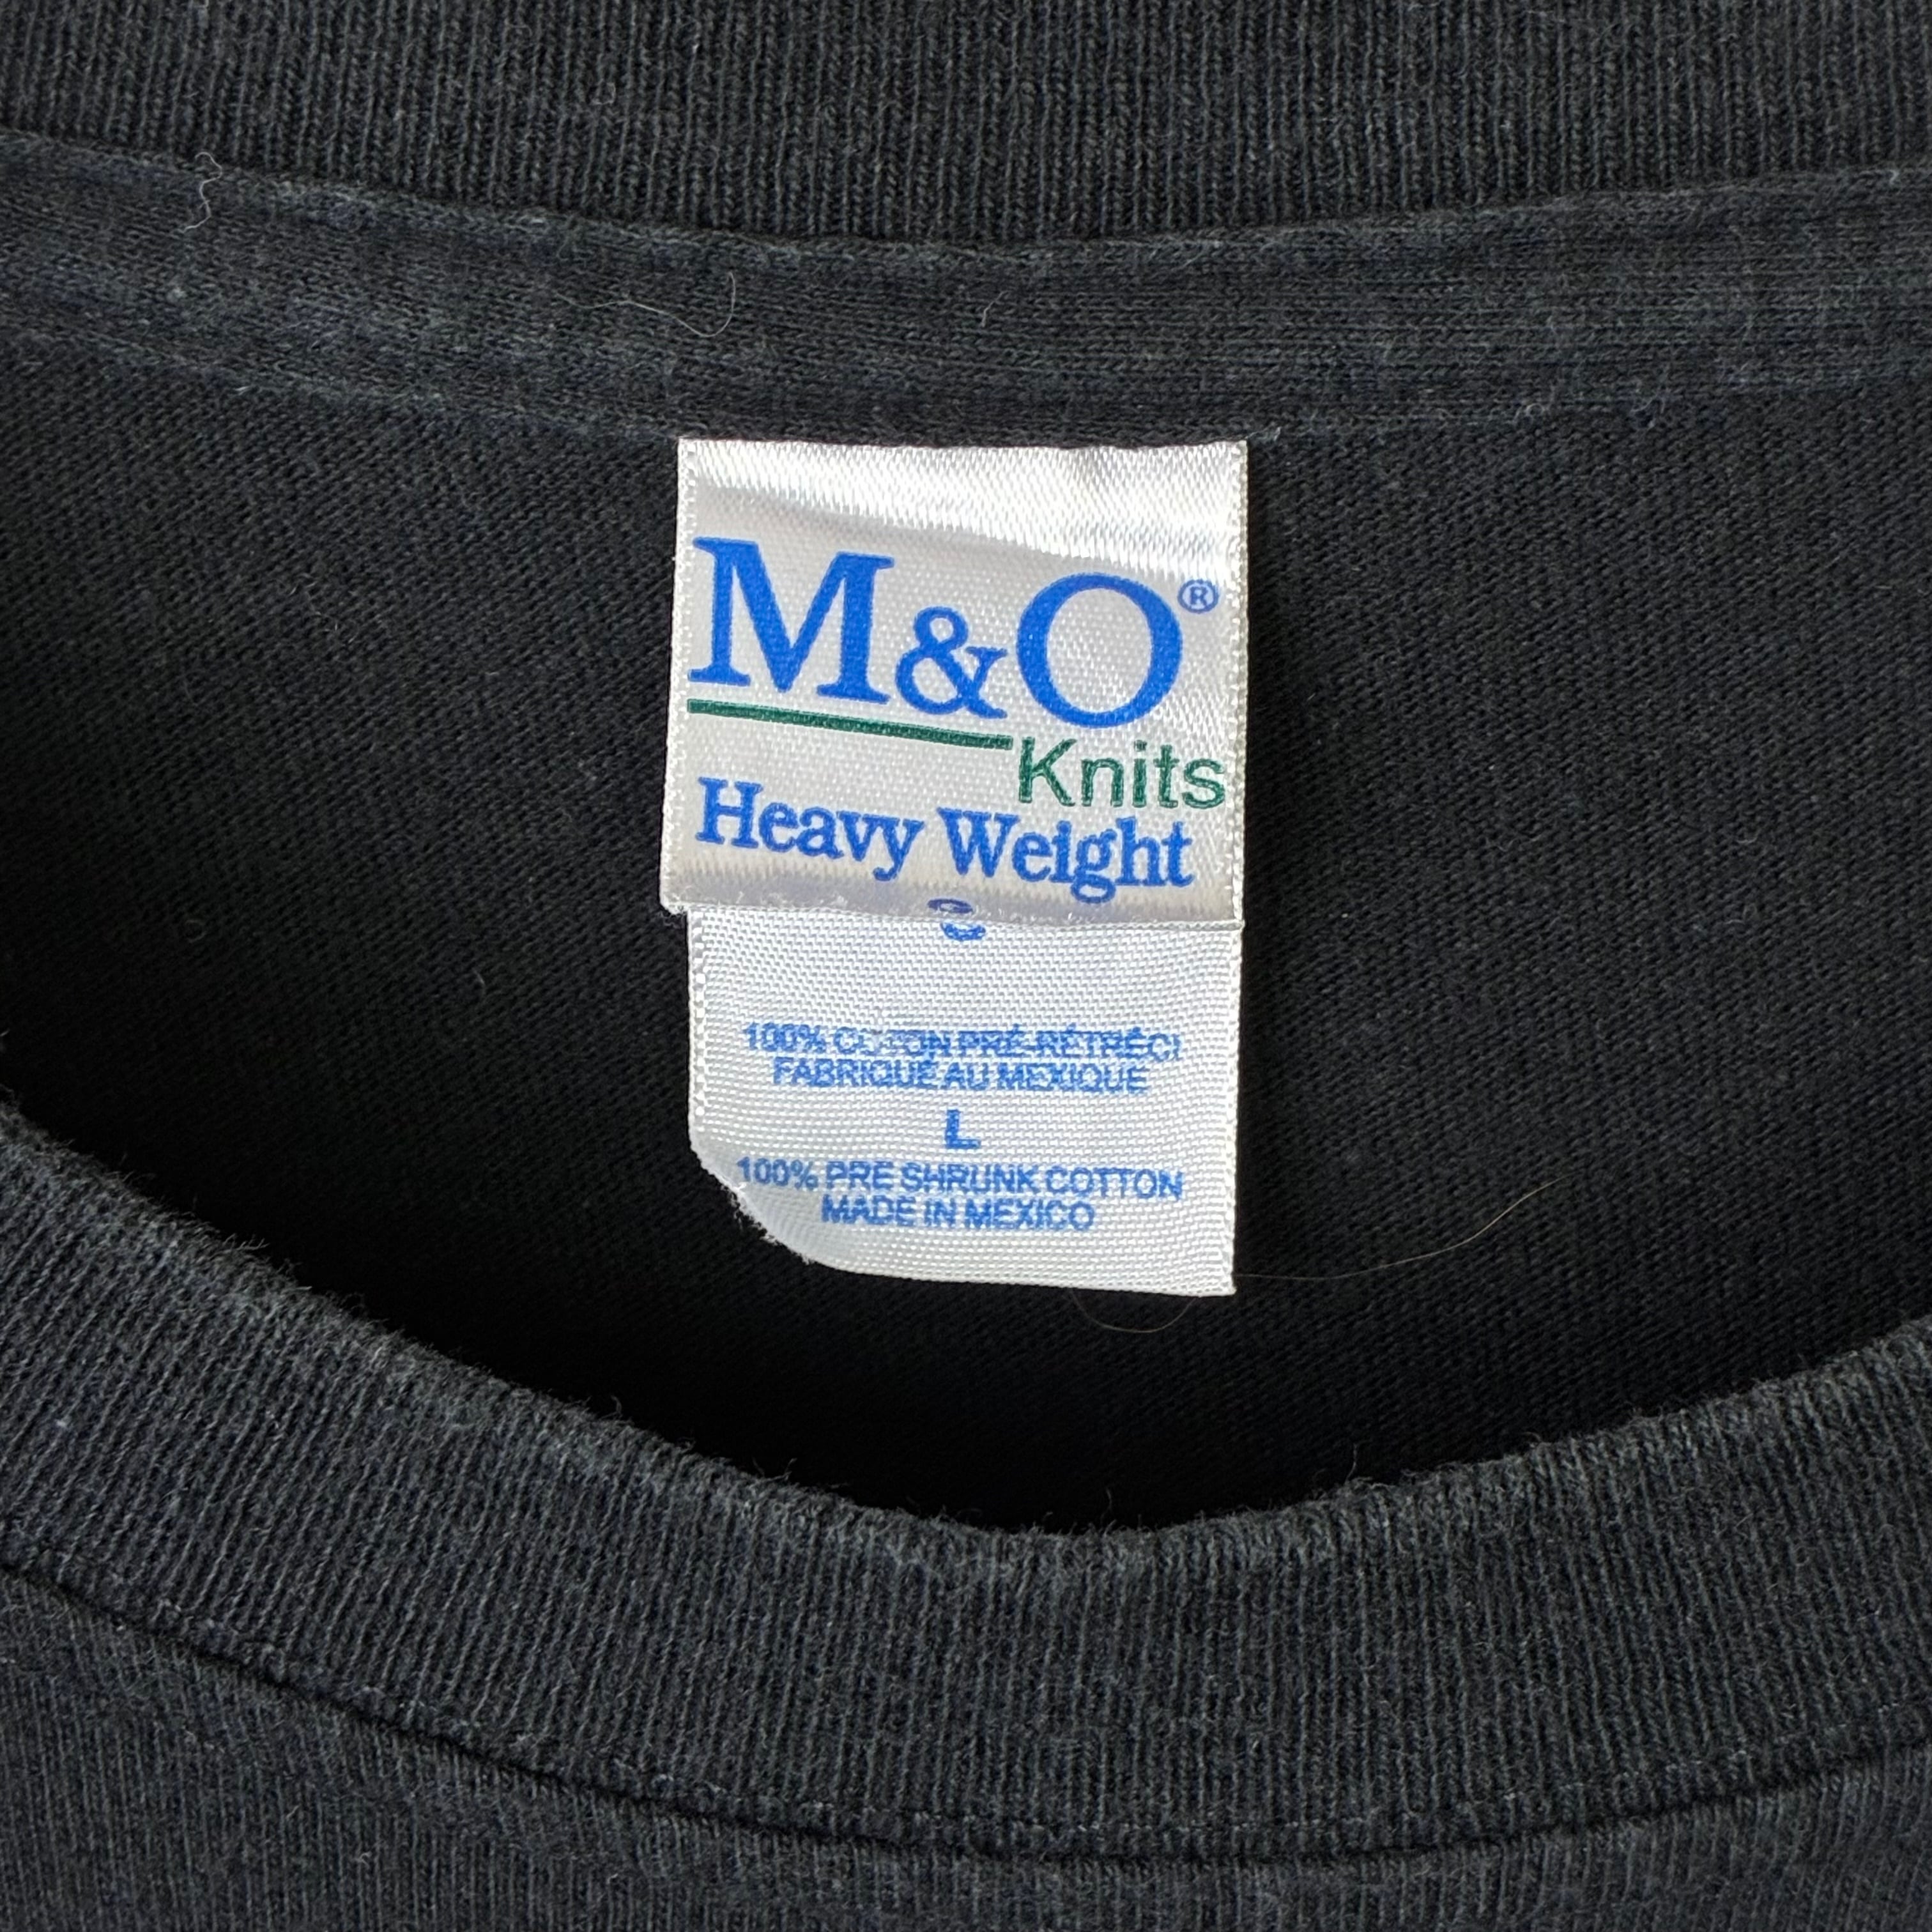 M&O®
Knits
Heavy Weight
100% COTON PRÉ-RÉTRÉCI
FABRIQUÉ AU MEXIQUE
L
100% PRE SHRUNK COTTON
MADE IN MEXICO